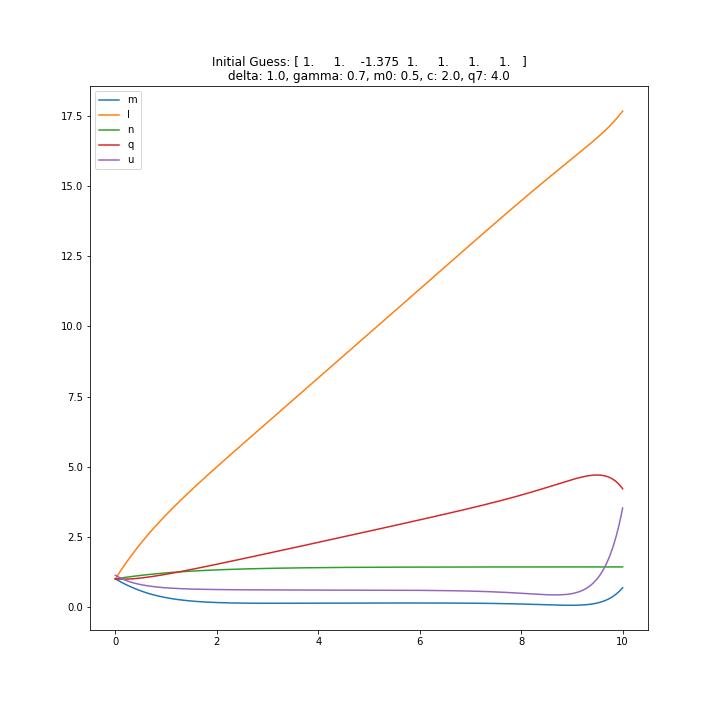 Initial Guess: [ 1. 1. -1.375 1. 1. 1. 1. ]
delta: 1.0, gamma: 0.7, m0: 0.5, c: 2.0, q7: 4.0
m
l
n
q
u
17.5
15.0
12.5
10.0
7.5
5.0
2.5
0.0
0 2 4 6 8 10